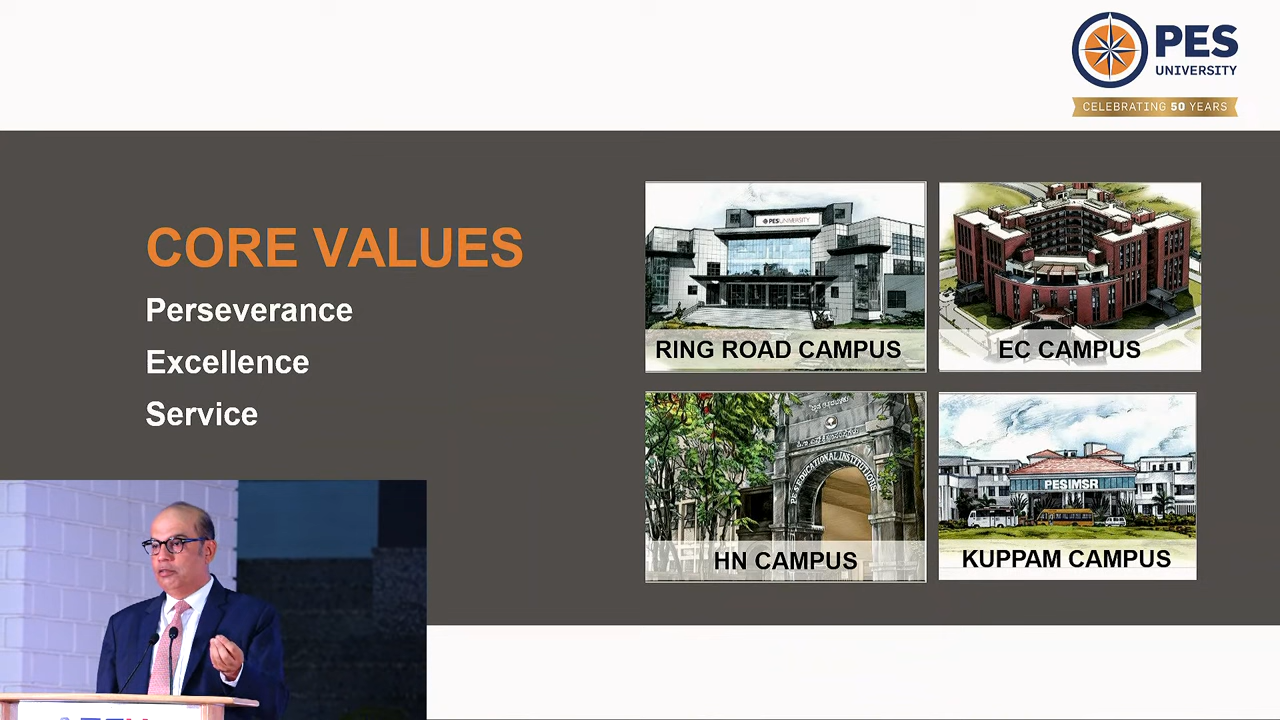 PES
UNIVERSITY
CELEBRATING 50 YEARS
CORE VALUES
Perseverance
Excellence
Service
PES UNIVERSITY
RING ROAD CAMPUS
EC CAMPUS
PES EDUCATIONAL INSTITUTIONS
HN CAMPUS
PESIMSR
KUPPAM CAMPUS